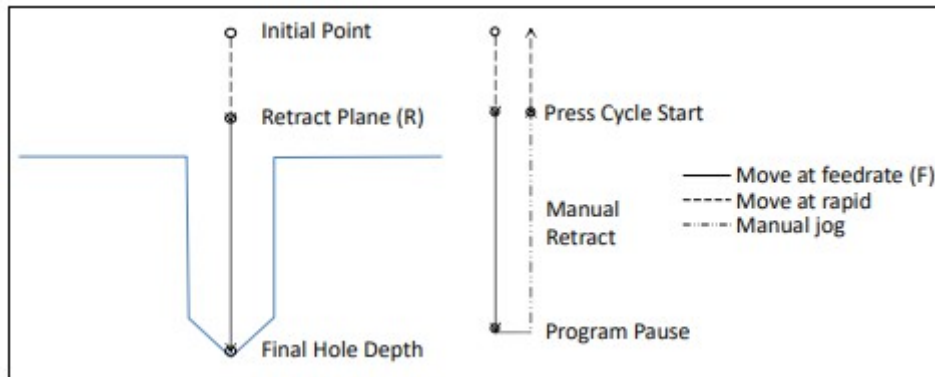 Initial Point
Retract Plane (R)
Press Cycle Start
Move at feedrate (F)
Move at rapid
Manual jog
Manual
Retract
Final Hole Depth
Program Pause